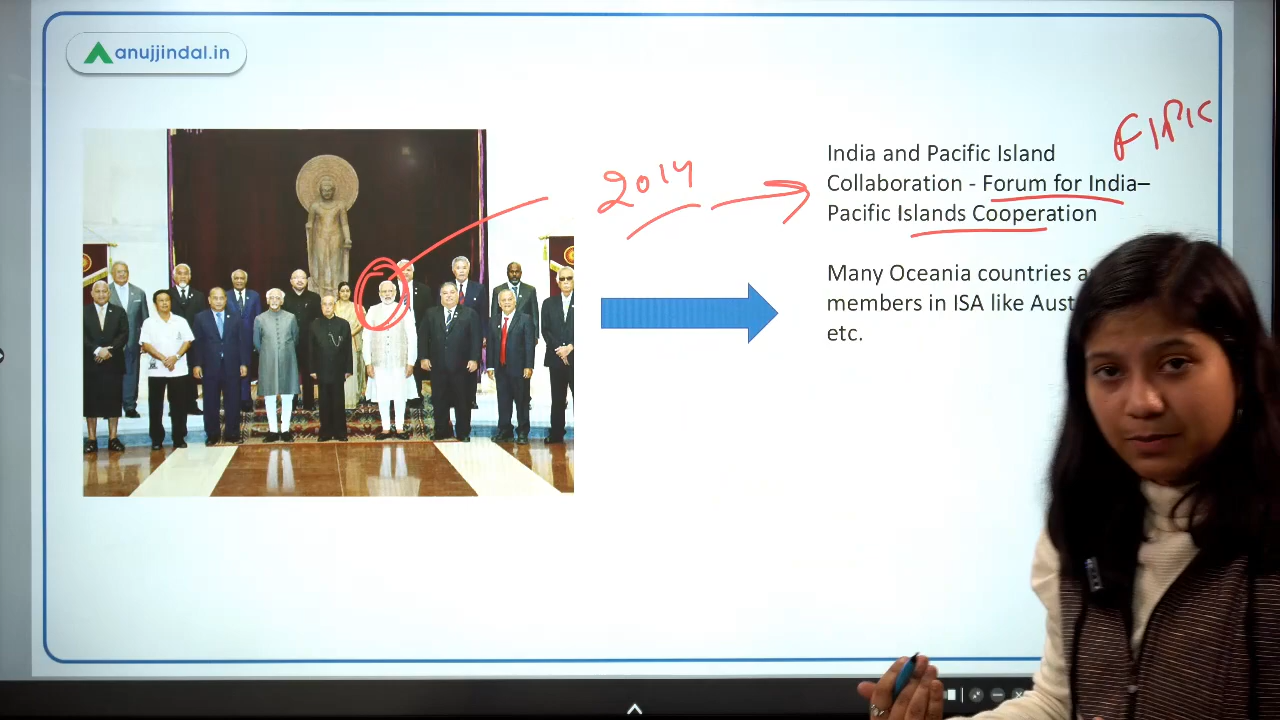 anujjindal.in
FIPIC
2014
India and Pacific Island
Collaboration - Forum for India–
Pacific Islands Cooperation
Many Oceania countries
members in ISA like
etc.